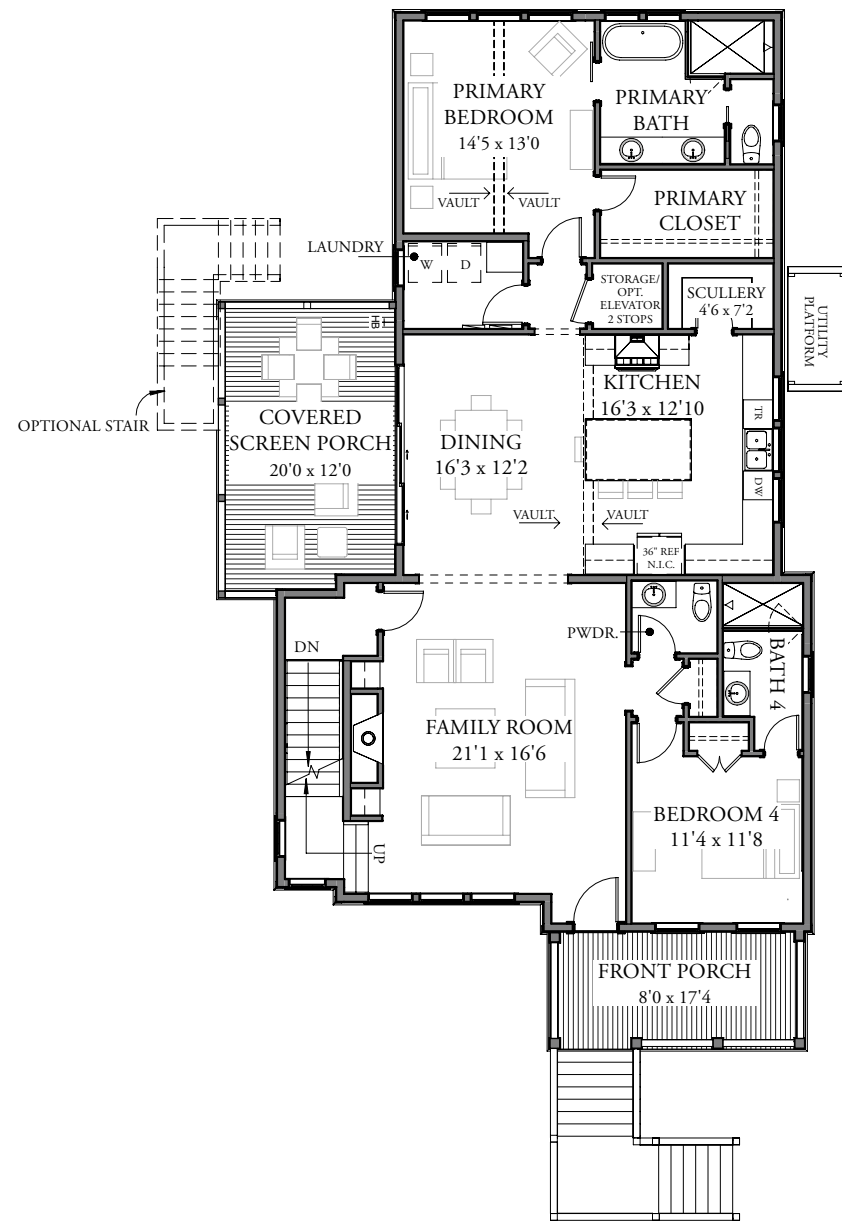 PRIMARY
BEDROOM
14'5 x 13'0
PRIMARY
BATH
VAULT
VAULT
PRIMARY
CLOSET
LAUNDRY
W
D
STORAGE/
OPT.
ELEVATOR
2 STOPS
SCULLERY
4'6 x 7'2
UTILITY
PLATFORM
HB
OPTIONAL STAIR
COVERED
SCREEN PORCH
20'0 x 12'0
DINING
16'3 x 12'2
KITCHEN
16'3 x 12'10
TR
DW
VAULT
VAULT
36" REF
N.I.C.
DN
PWDR.
BATH 4
FAMILY ROOM
21'1 x 16'6
BEDROOM 4
11'4 x 11'8
UP
FRONT PORCH
8'0 x 17'4